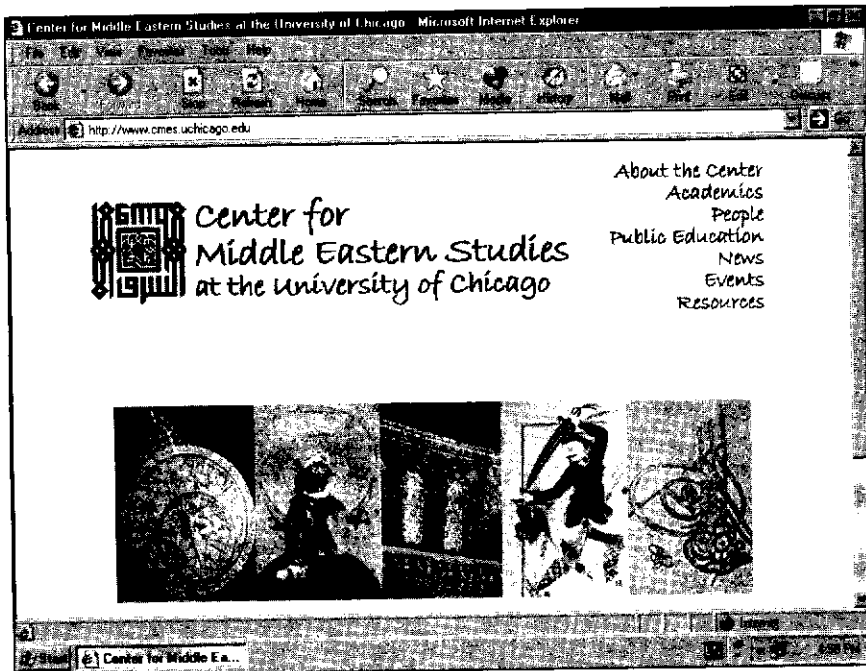 Center for Middle Eastern Studies at the University of Chicago - Microsoft Internet Explorer
File Edit View Favorites Tools Help
Back Stop Refresh Home Search Favorites Media History Mail Print Edit
Address http://www.cmes.uchicago.edu
About the Center
Academics
People
Public Education
News
Events
Resources
Center for
Middle Eastern Studies
at the University of Chicago
Internet
Start Center for Middle Ea...